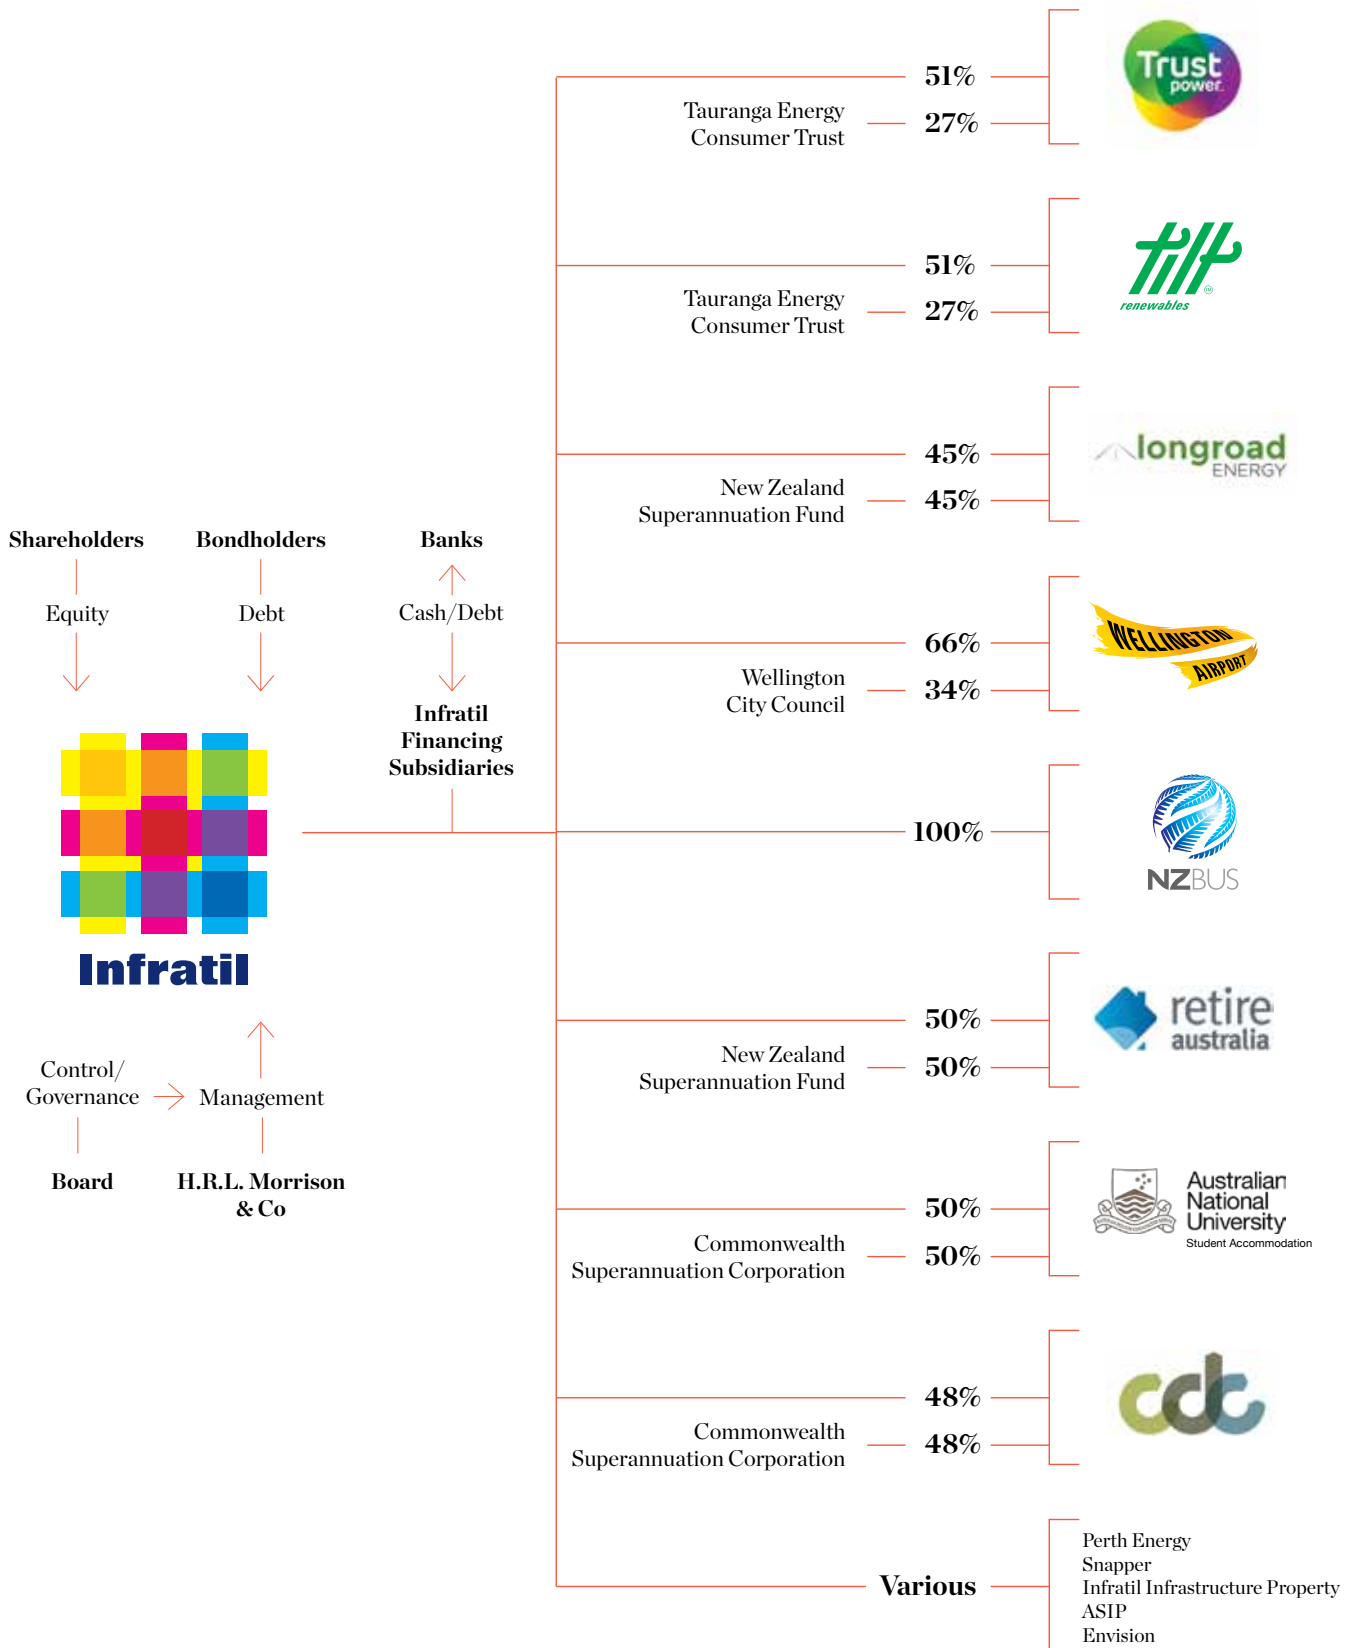 Shareholders
Equity
Bondholders
Debt
Banks
Cash/Debt
Infratil
Financing
Subsidiaries
Infratil
Control/
Governance
Management
Board
H.R.L. Morrison
& Co
51%
Tauranga Energy
Consumer Trust
27%
Trust
power
51%
Tauranga Energy
Consumer Trust
27%
tilt
renewables
45%
New Zealand
Superannuation Fund
45%
longroad
ENERGY
66%
Wellington
City Council
34%
WELLINGTON
AIRPORT
100%
NZBUS
50%
New Zealand
Superannuation Fund
50%
retire
australia
50%
Commonwealth
Superannuation Corporation
50%
Australian
National
University
Student Accommodation
48%
Commonwealth
Superannuation Corporation
48%
cdc
Various
Perth Energy
Snapper
Infratil Infrastructure Property
ASIP
Envision